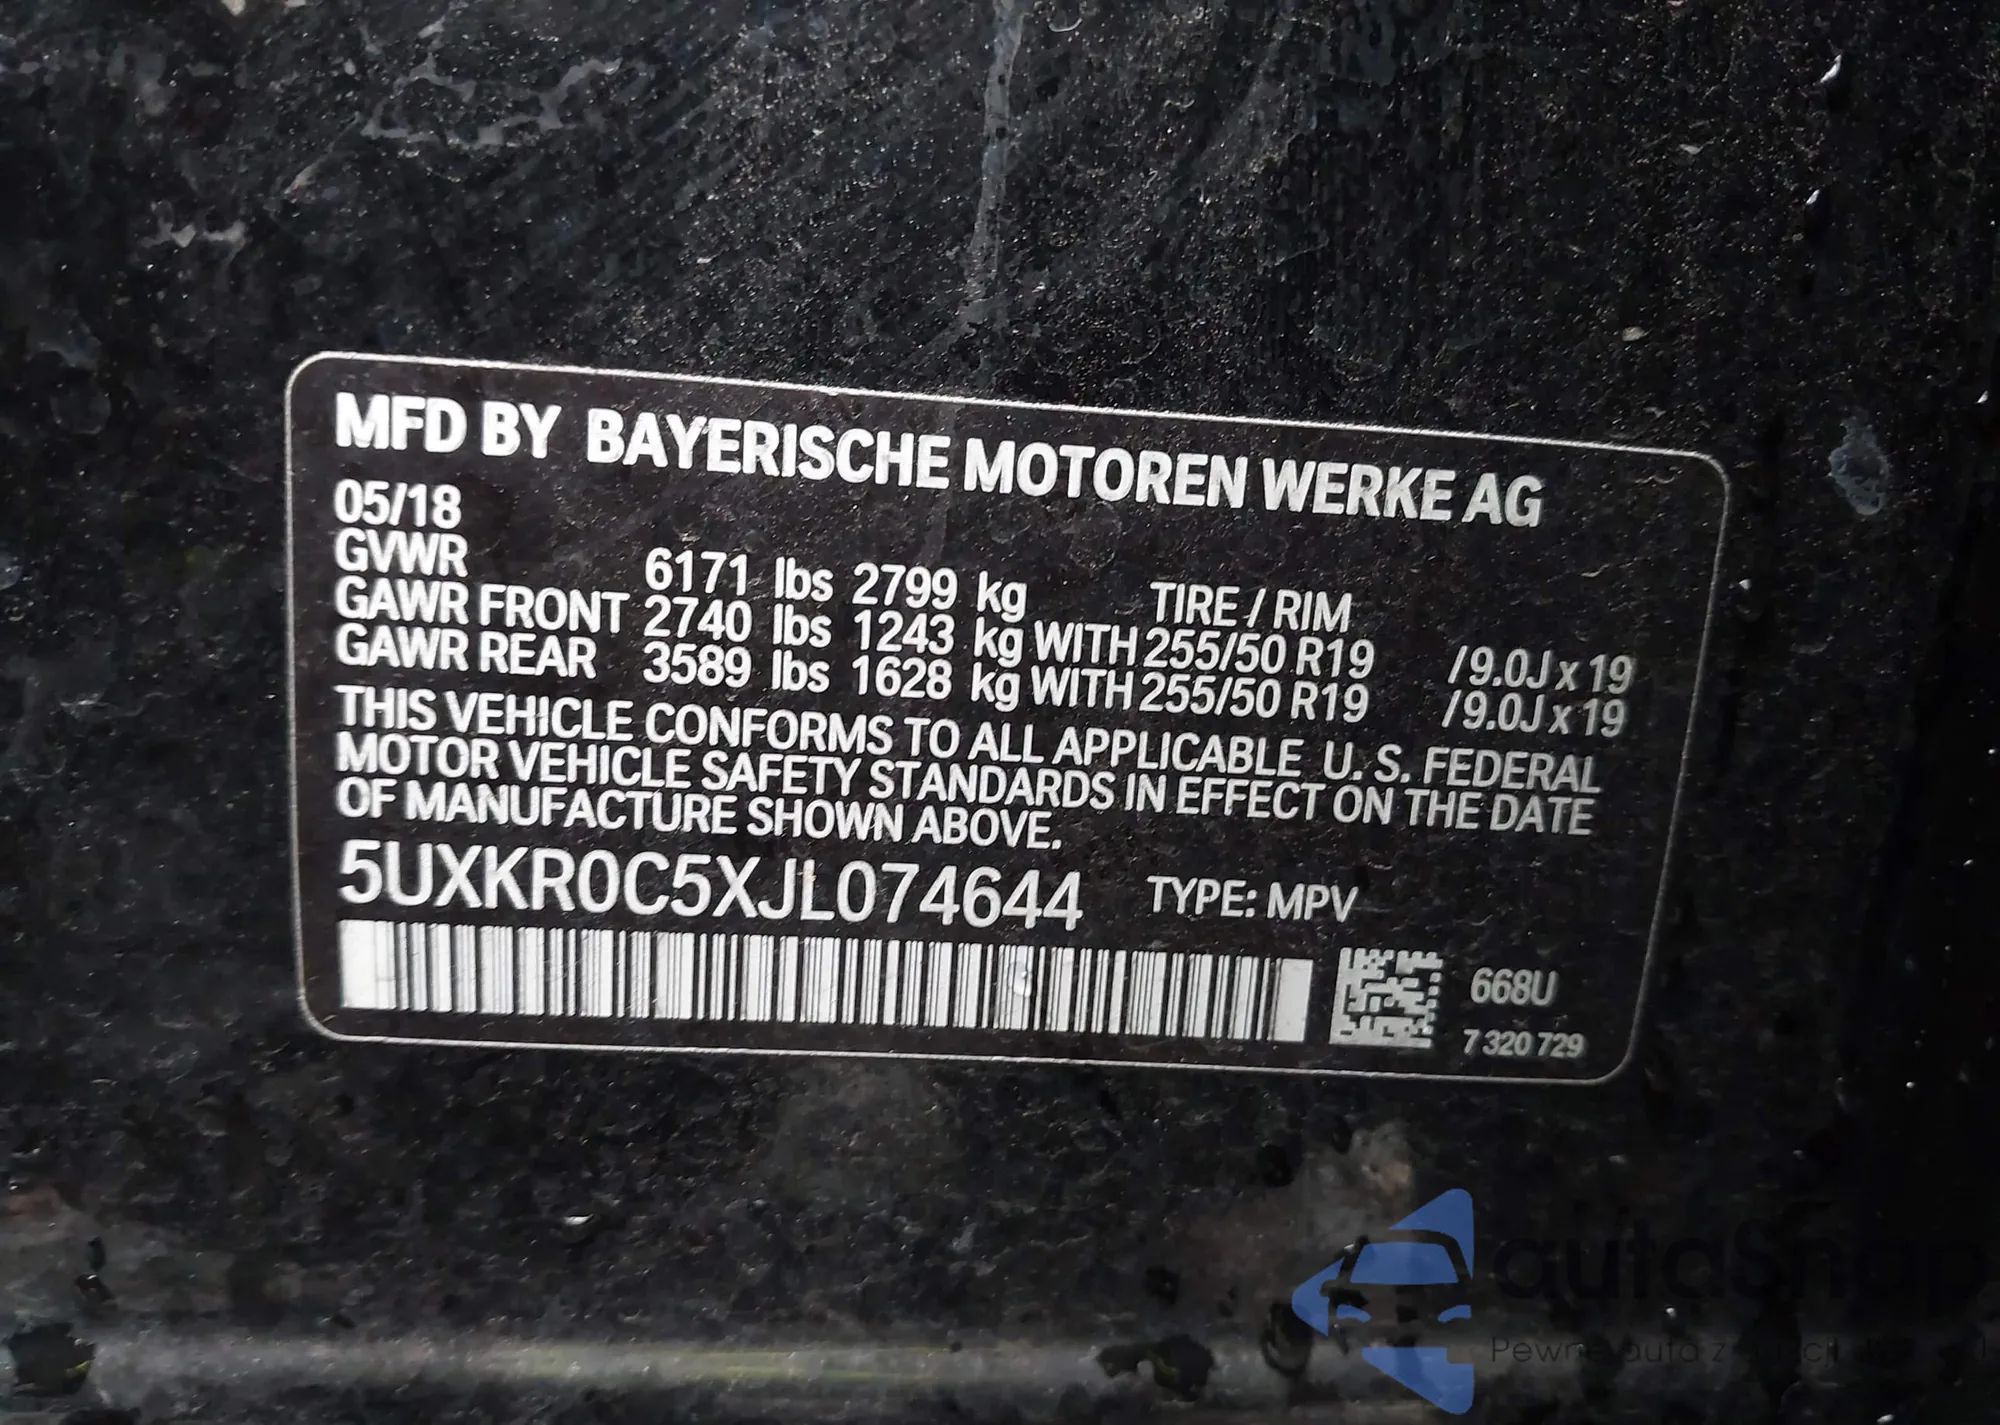 MFD BY BAYERISCHE MOTOREN WERKE AG
05/18
GVWR 6171 lbs 2799 kg TIRE / RIM
GAWR FRONT 2740 lbs 1243 kg WITH 255/50 R19 /9.0J x 19
GAWR REAR 3589 lbs 1628 kg WITH 255/50 R19 /9.0J x 19
THIS VEHICLE CONFORMS TO ALL APPLICABLE U. S. FEDERAL
MOTOR VEHICLE SAFETY STANDARDS IN EFFECT ON THE DATE
OF MANUFACTURE SHOWN ABOVE.
5UXKR0C5XJL074644 TYPE: MPV
668U
7 320 729
autaSnap
Pewne auta z